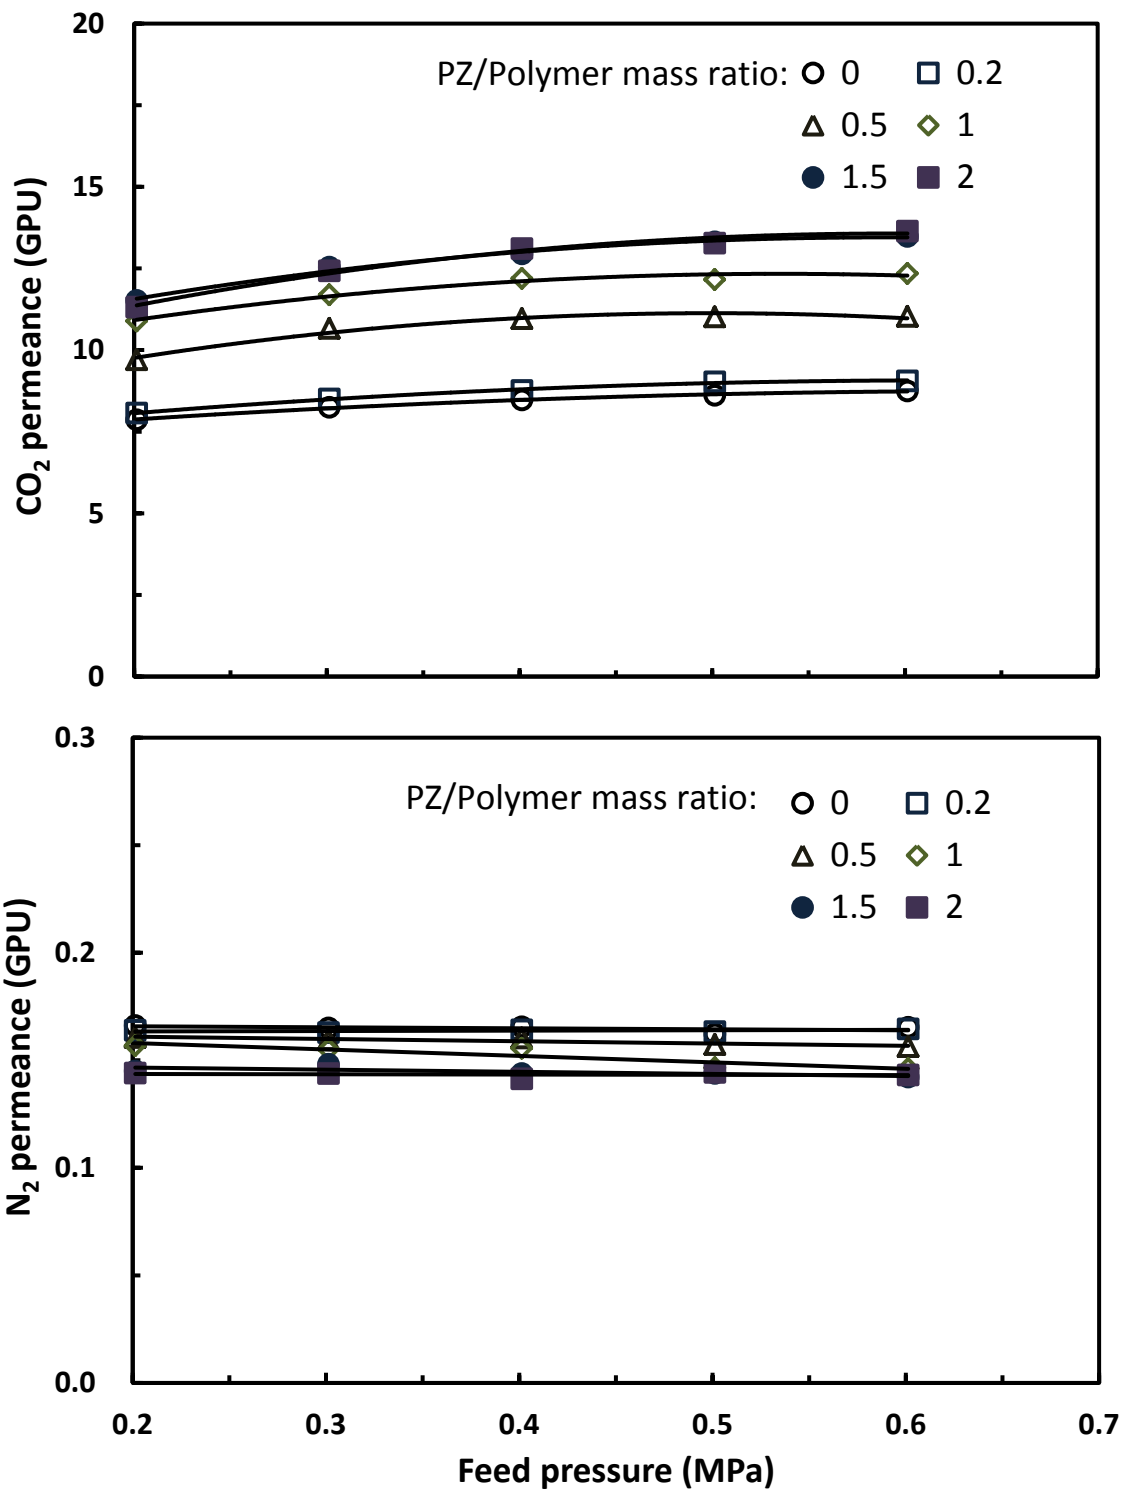 20
PZ/Polymer mass ratio: 0 0.2
0.5 1
1.5 2
15
10
5
0
CO₂ permeance (GPU)
0.3
PZ/Polymer mass ratio: 0 0.2
0.5 1
1.5 2
0.2
0.1
0.0
N₂ permeance (GPU)
0.2 0.3 0.4 0.5 0.6 0.7
Feed pressure (MPa)